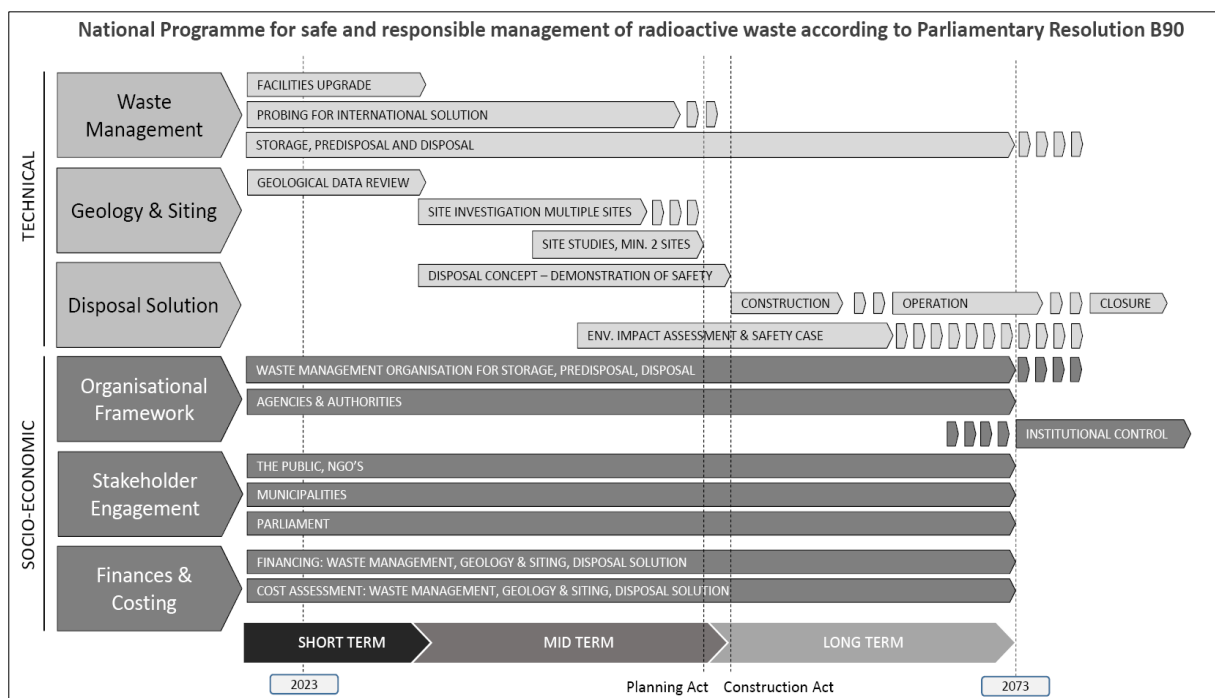 National Programme for safe and responsible management of radioactive waste according to Parliamentary Resolution B90
TECHNICAL
Waste
Management
FACILITIES UPGRADE
PROBING FOR INTERNATIONAL SOLUTION
STORAGE, PREDISPOSAL AND DISPOSAL
Geology & Siting
GEOLOGICAL DATA REVIEW
SITE INVESTIGATION MULTIPLE SITES
SITE STUDIES, MIN. 2 SITES
Disposal Solution
DISPOSAL CONCEPT – DEMONSTRATION OF SAFETY
CONSTRUCTION
OPERATION
CLOSURE
ENV. IMPACT ASSESSMENT & SAFETY CASE
SOCIO-ECONOMIC
Organisational
Framework
WASTE MANAGEMENT ORGANISATION FOR STORAGE, PREDISPOSAL, DISPOSAL
AGENCIES & AUTHORITIES
INSTITUTIONAL CONTROL
Stakeholder
Engagement
THE PUBLIC, NGO'S
MUNICIPALITIES
PARLIAMENT
Finances &
Costing
FINANCING: WASTE MANAGEMENT, GEOLOGY & SITING, DISPOSAL SOLUTION
COST ASSESSMENT: WASTE MANAGEMENT, GEOLOGY & SITING, DISPOSAL SOLUTION
SHORT TERM
MID TERM
LONG TERM
2023
Planning Act
Construction Act
2073